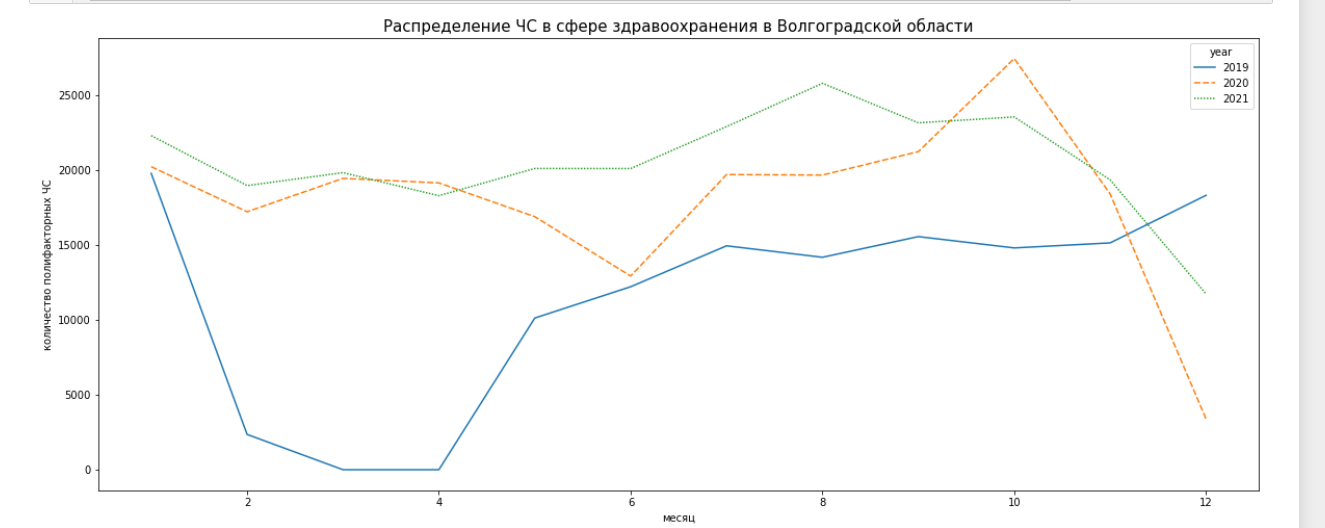 Распределение ЧС в сфере здравоохранения в Волгоградской области
year
2019
2020
2021
25000
20000
15000
10000
5000
0
количество полифакторных ЧС
2 4 6 8 10 12
месяц